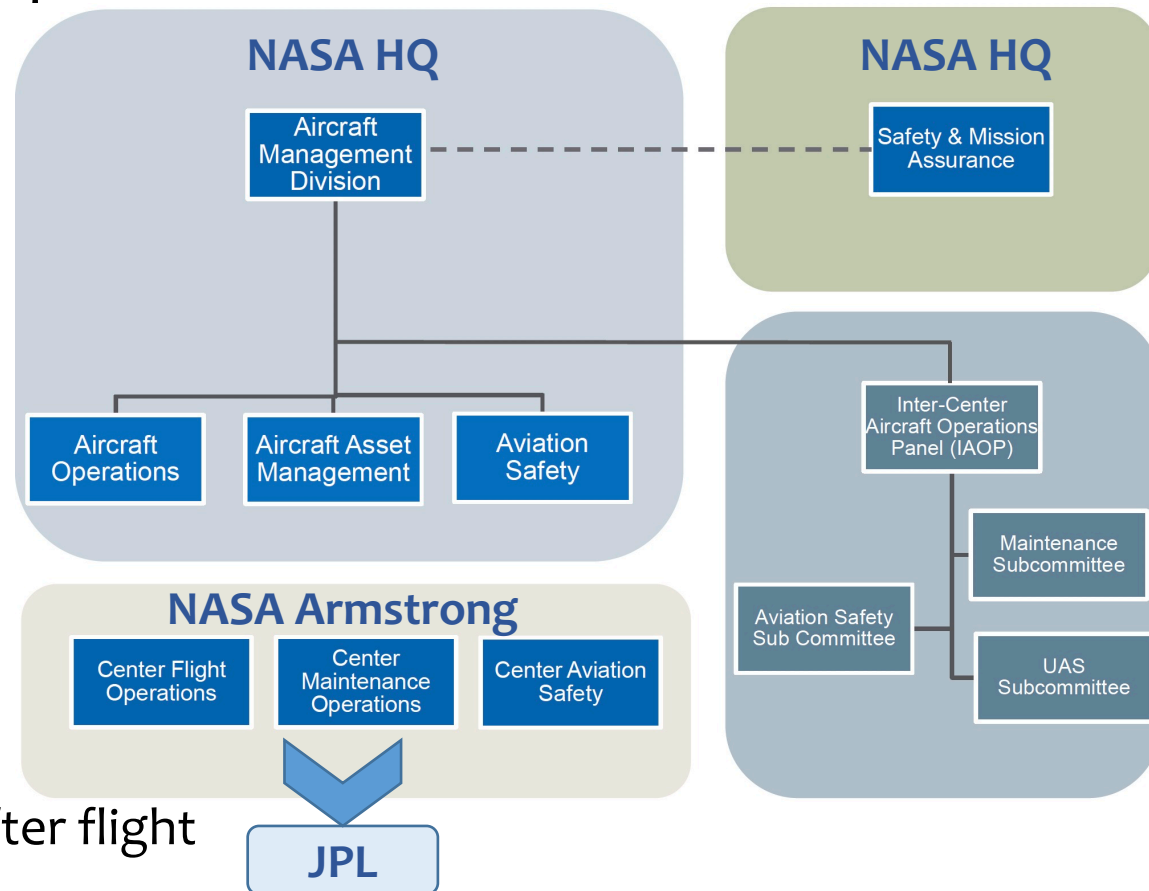 NASA HQ
Aircraft
Management
Division
NASA HQ
Safety & Mission
Assurance
Aircraft
Operations
Aircraft Asset
Management
Aviation
Safety
Inter-Center
Aircraft Operations
Panel (IAOP)
Maintenance
Subcommittee
Aviation Safety
Sub Committee
UAS
Subcommittee
NASA Armstrong
Center Flight
Operations
Center
Maintenance
Operations
Center Aviation
Safety
ter flight
JPL